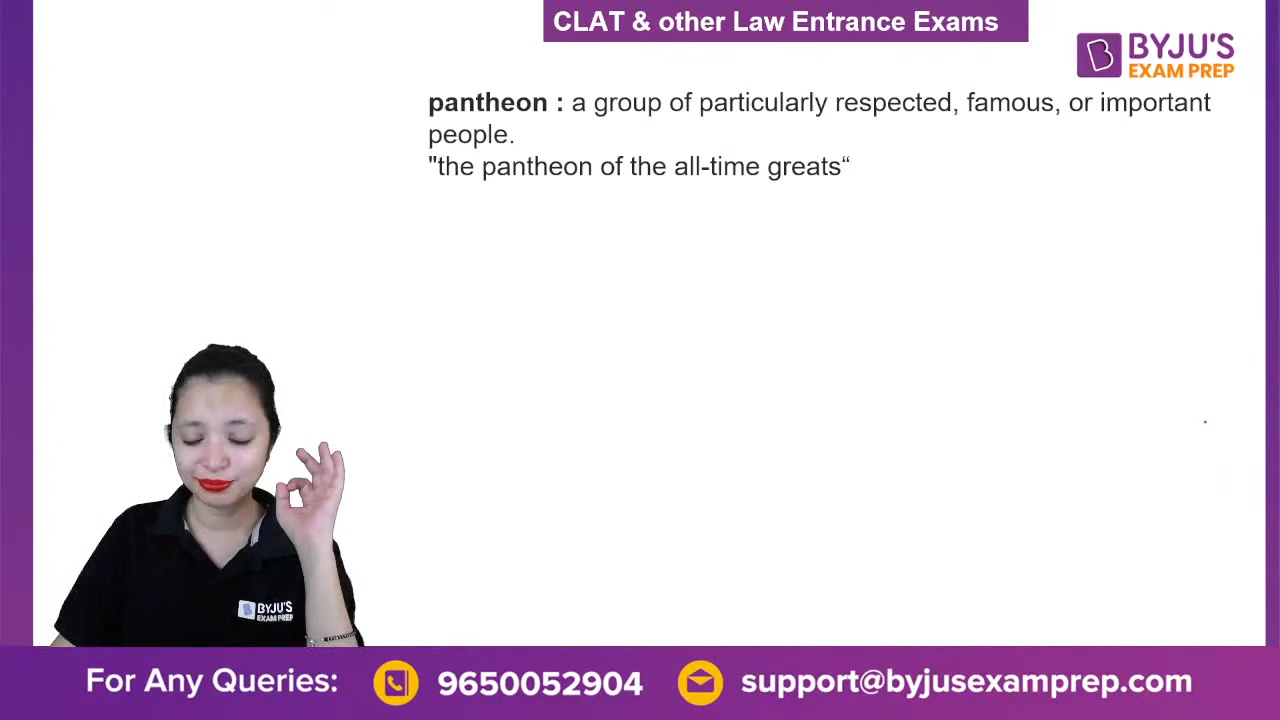 CLAT & other Law Entrance Exams
BYJU'S
EXAM PREP
pantheon : a group of particularly respected, famous, or important
people.
"the pantheon of the all-time greats“
BYJU'S
EXAM PREP
For Any Queries: 9650052904 support@byjusexamprep.com